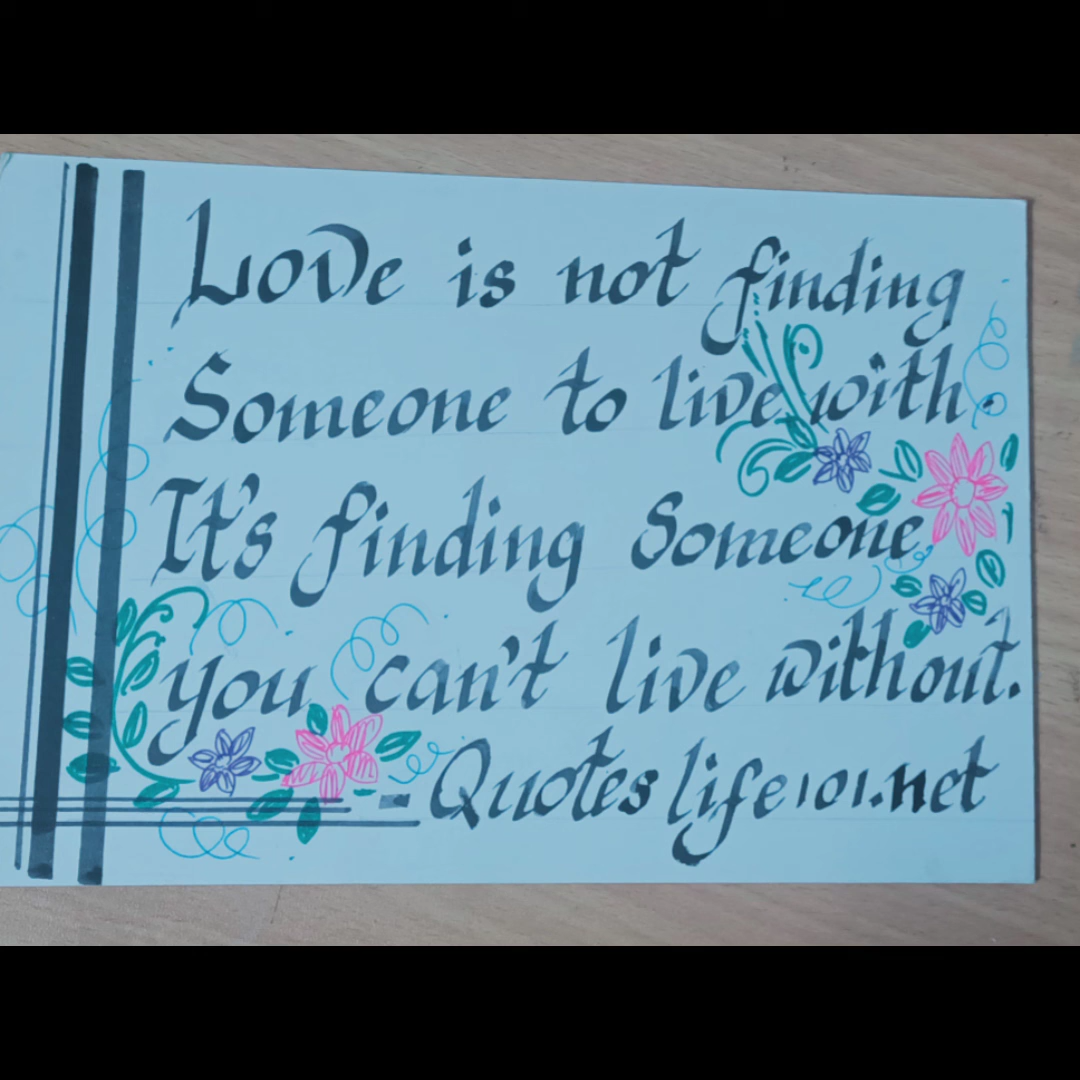 Love is not finding
Someone to live with.
It's finding Someone
you can't live without.
- Quotes life101.net